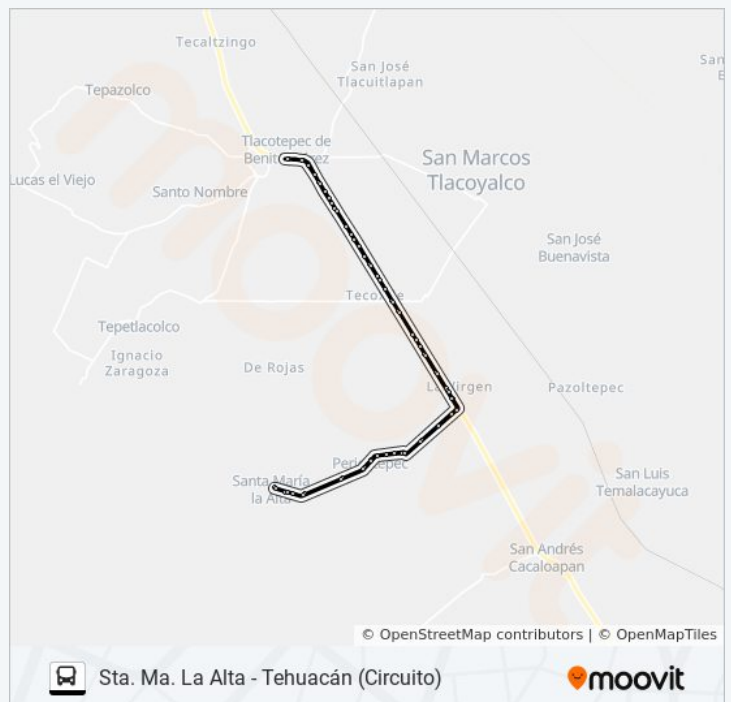 Tecaltzingo
San José
Tlacuitlapan
San
Tepazolco
Tlacotepec de
San Marcos
Tlacoyalco
Lucas el Viejo
Santo Nombre
San José
Buenavista
Tepetlacolco
Ignacio
Zaragoza
De Rojas
Pazoltepec
Santa María
la Alta
San Luis
Temalacayuca
San Andrés
Cacaloapan
moovit
© OpenStreetMap contributors | © OpenMapTiles
Sta. Ma. La Alta - Tehuacán (Circuito)
moovit